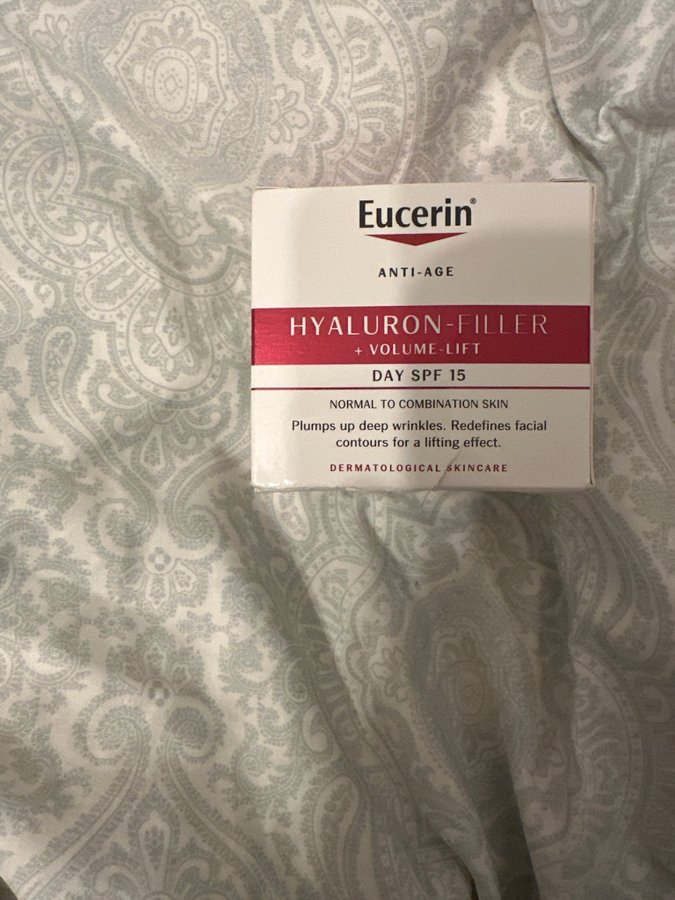 Eucerin®
ANTI-AGE
HYALURON-FILLER
+ VOLUME-LIFT
DAY SPF 15
NORMAL TO COMBINATION SKIN
Plumps up deep wrinkles. Redefines facial
contours for a lifting effect.
DERMATOLOGICAL SKINCARE